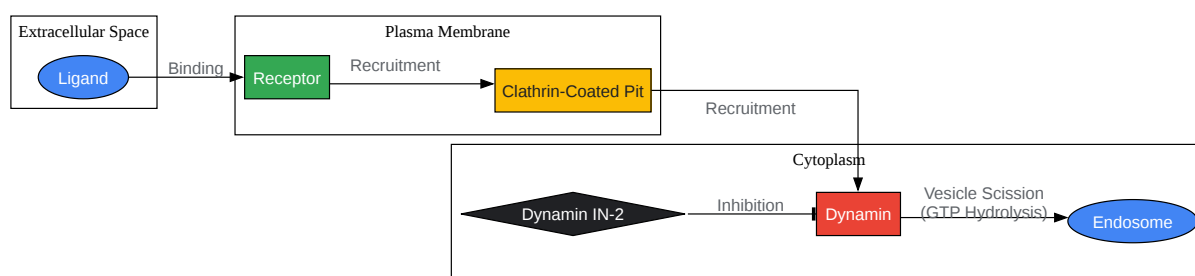 Extracellular Space
Plasma Membrane
Ligand
Binding
Receptor
Recruitment
Clathrin-Coated Pit
Recruitment
Cytoplasm
Dynamin IN-2
Inhibition
Dynamin
Vesicle Scission
(GTP Hydrolysis)
Endosome